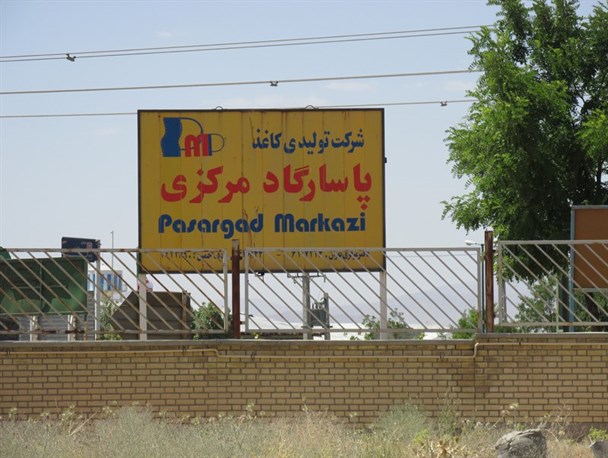 شرکت تولیدی کاغذ
پاسارگاد مرکزی
Pasargad Markazi